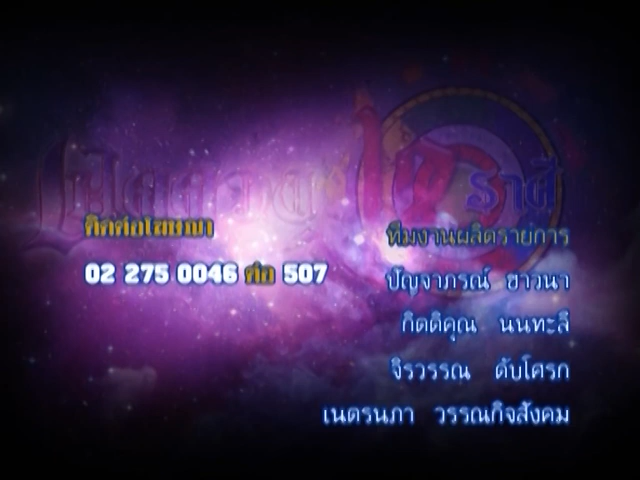 ราศี
ติดต่อโฆษณา
02 275 0046 ต่อ 507
ทีมงานผลิตรายการ
ปัญจาภรณ์ ฮาวนา
กิตติคุณ นนทะลี
จิรวรรณ ดับโศรก
เนตรนภา วรรณกิจสังคม